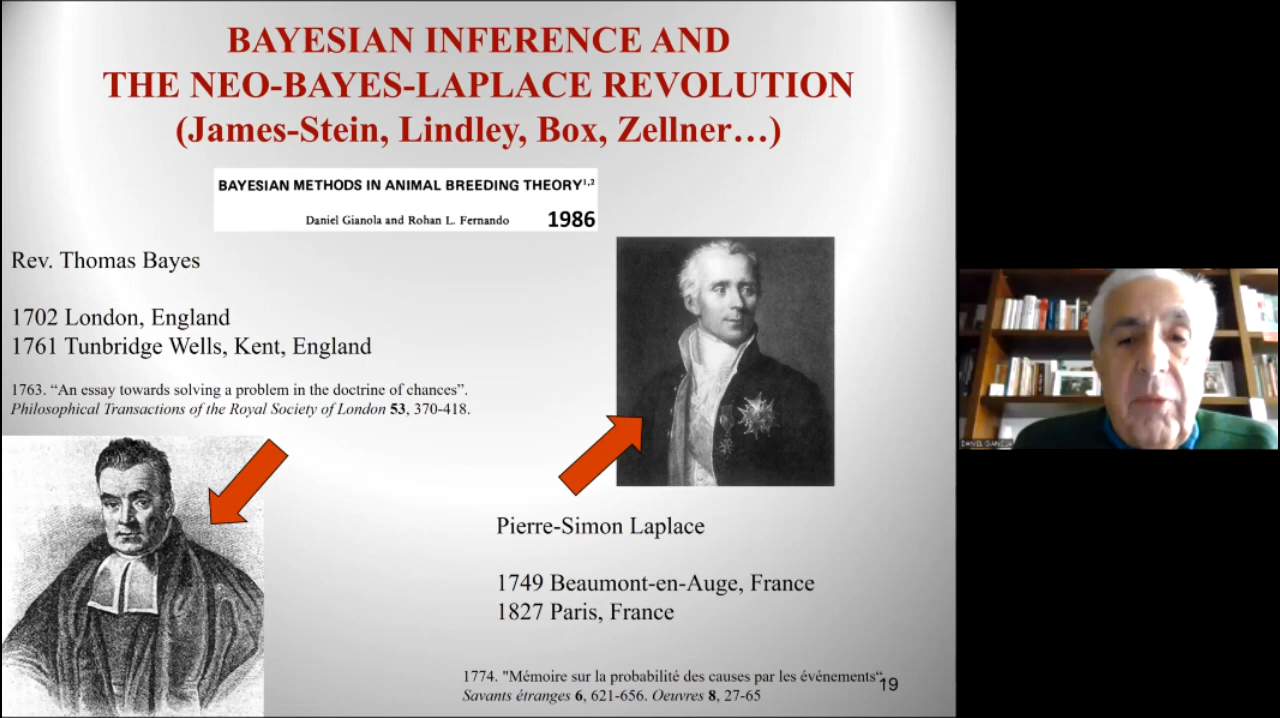 BAYESIAN INFERENCE AND
THE NEO-BAYES-LAPLACE REVOLUTION
(James-Stein, Lindley, Box, Zellner…)
BAYESIAN METHODS IN ANIMAL BREEDING THEORY¹,²
Daniel Gianola and Rohan L. Fernando 1986
Rev. Thomas Bayes
1702 London, England
1761 Tunbridge Wells, Kent, England
1763. “An essay towards solving a problem in the doctrine of chances”.
Philosophical Transactions of the Royal Society of London 53, 370-418.
Pierre-Simon Laplace
1749 Beaumont-en-Auge, France
1827 Paris, France
1774. "Mémoire sur la probabilité des causes par les événements“.
Savants étranges 6, 621-656. Oeuvres 8, 27-65
19
DANIEL GIANOLA